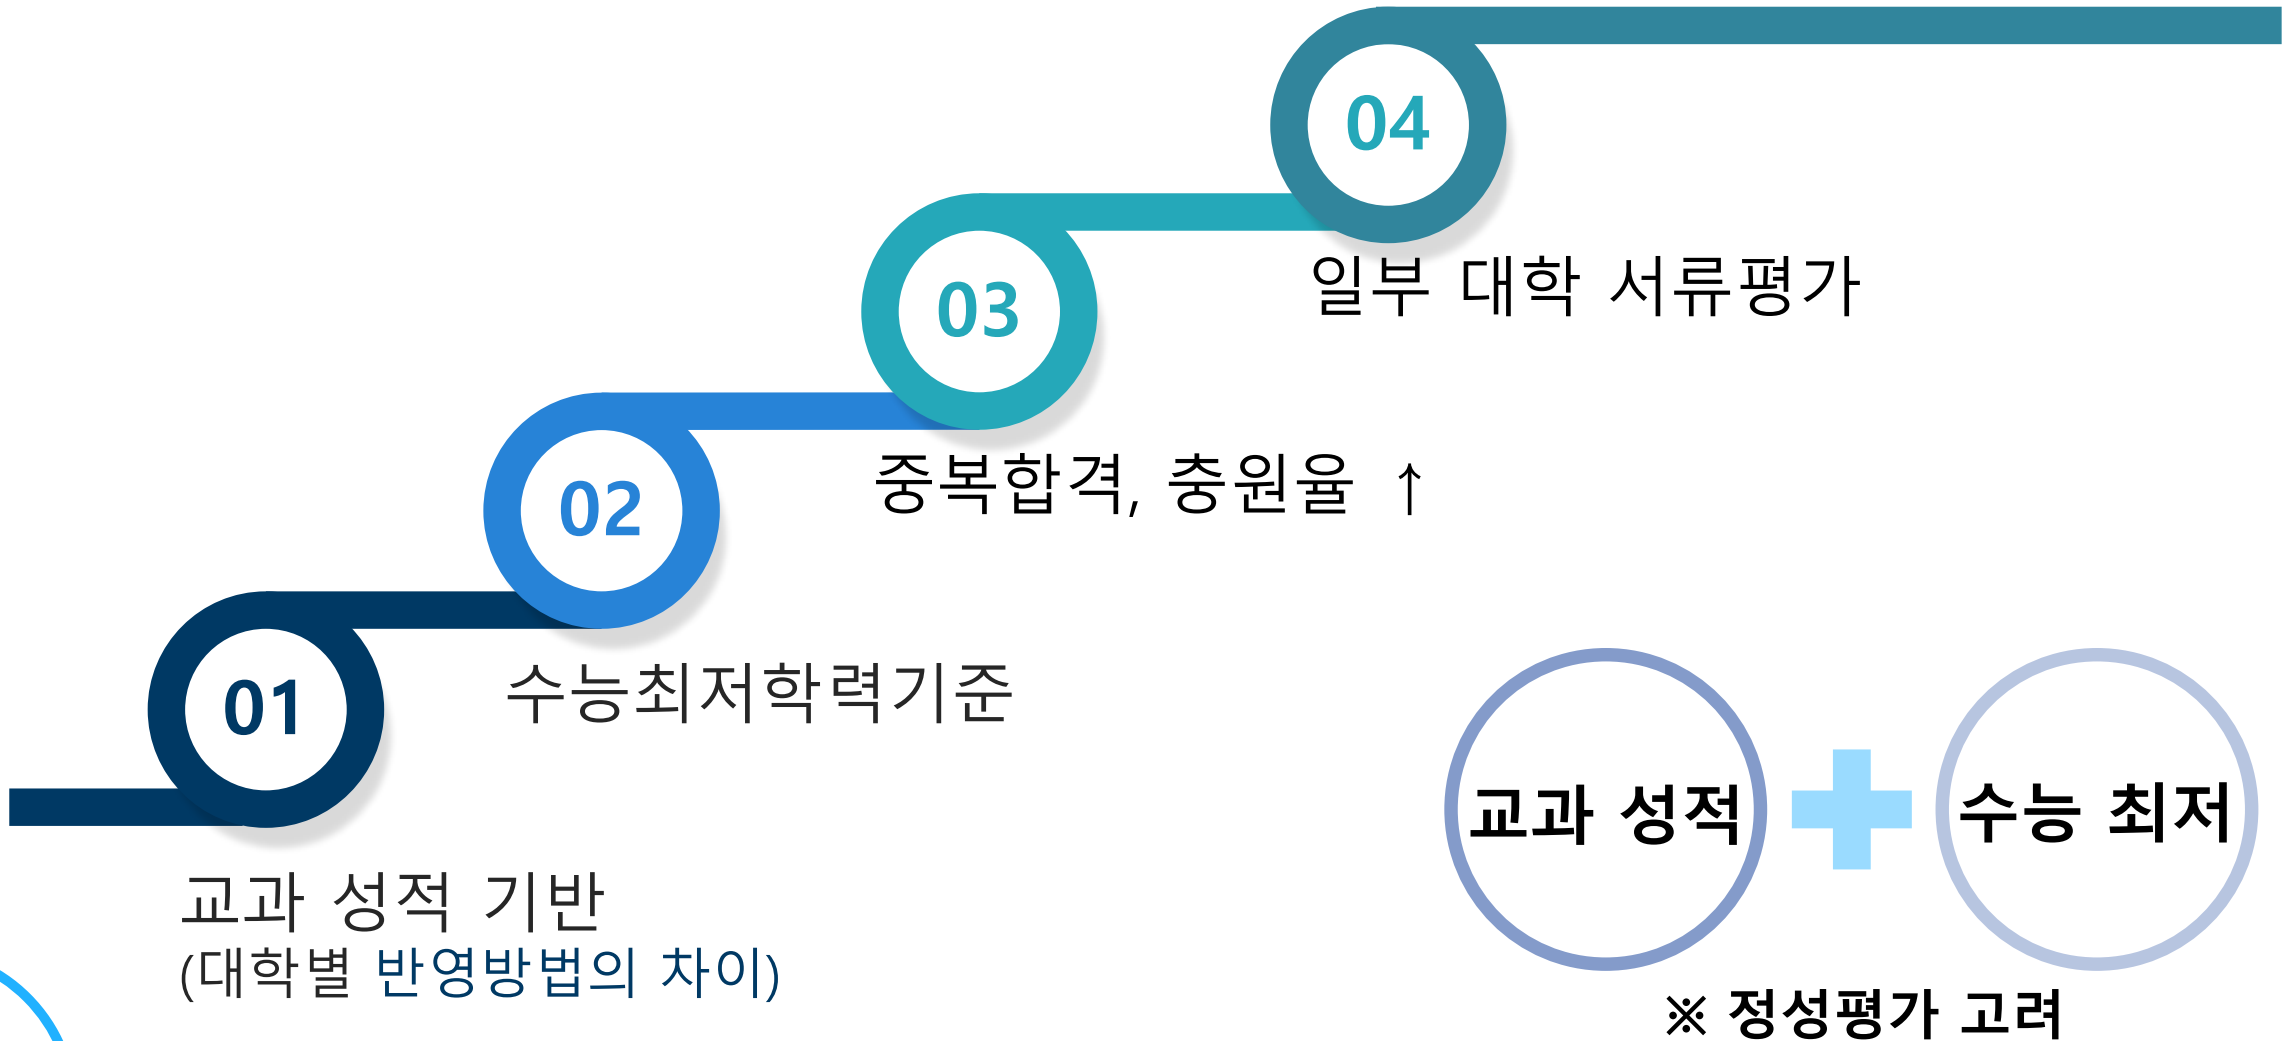 01
교과 성적 기반
(대학별 반영방법의 차이)
02
수능최저학력기준
03
중복합격, 충원율 ↑
04
일부 대학 서류평가
교과 성적
수능 최저
※ 정성평가 고려